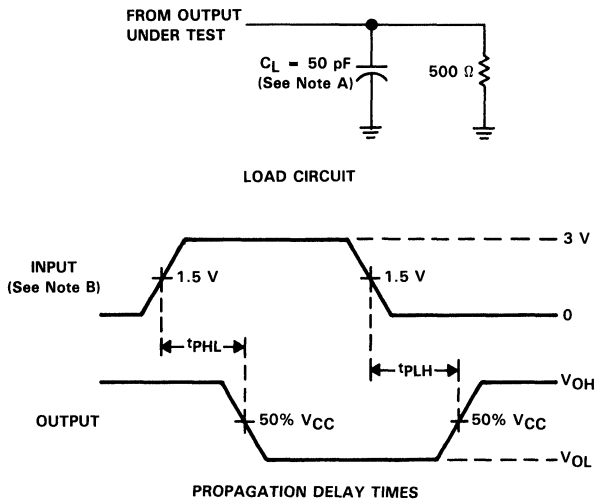 FROM OUTPUT
UNDER TEST
CL = 50 pF
(See Note A)
500 Ω
LOAD CIRCUIT
3 V
INPUT
(See Note B)
1.5 V
1.5 V
0
tPHL
tPLH
VOH
OUTPUT
50% VCC
50% VCC
VOL
PROPAGATION DELAY TIMES